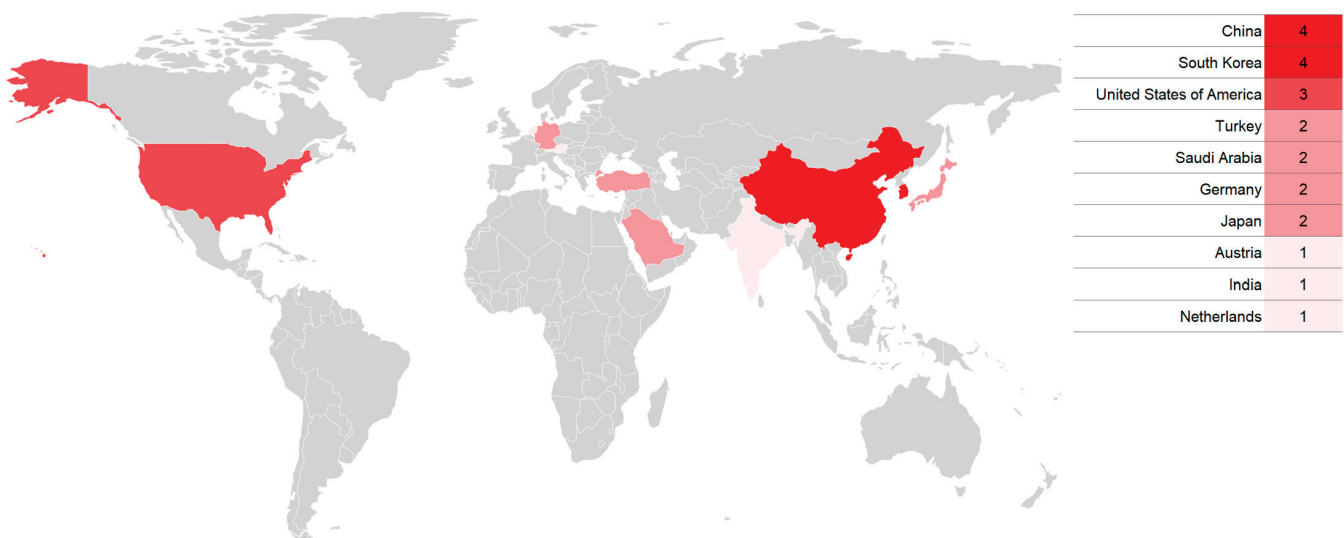 China 4
South Korea 4
United States of America 3
Turkey 2
Saudi Arabia 2
Germany 2
Japan 2
Austria 1
India 1
Netherlands 1